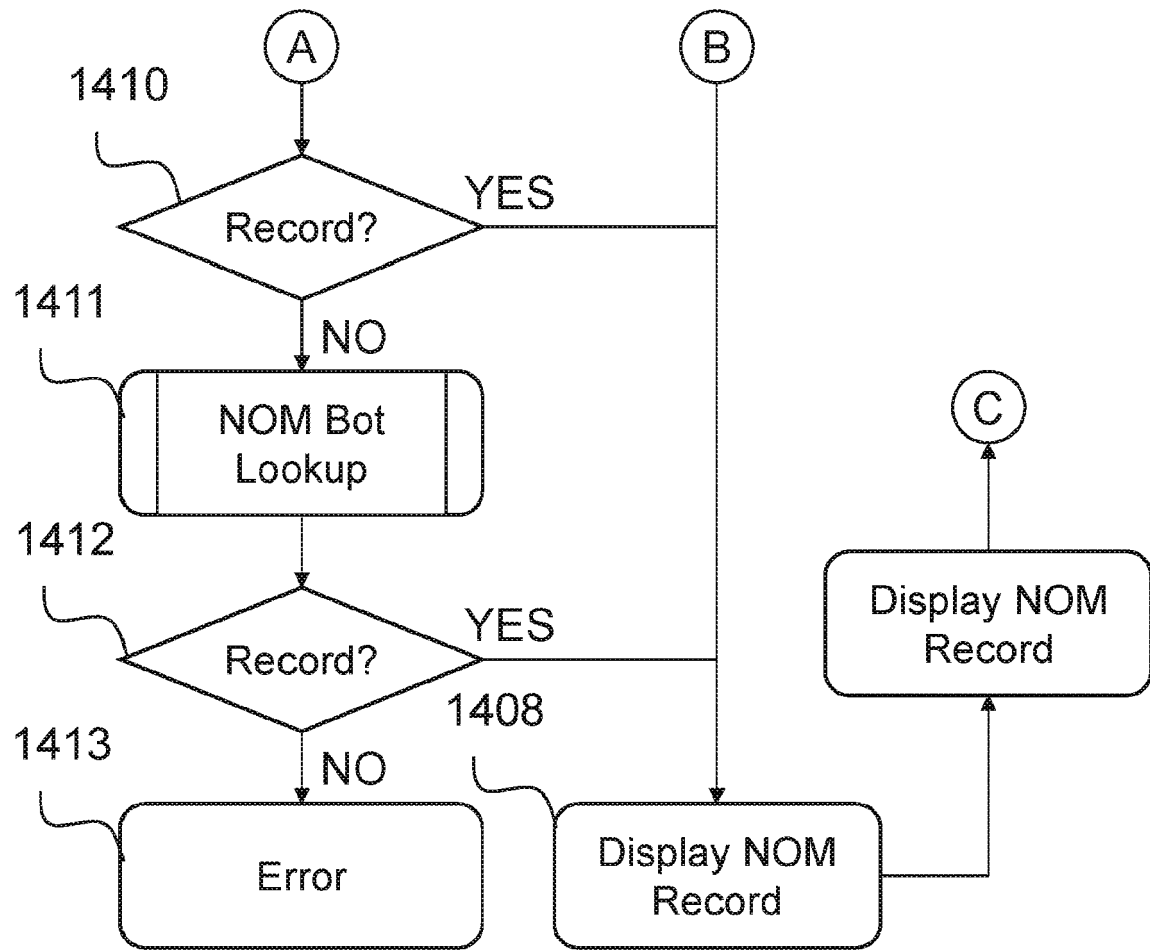 A
B
1410
YES
Record?
1411
NO
NOM Bot
Lookup
C
1412
YES
Record?
Display NOM
Record
1408
1413
NO
Error
Display NOM
Record